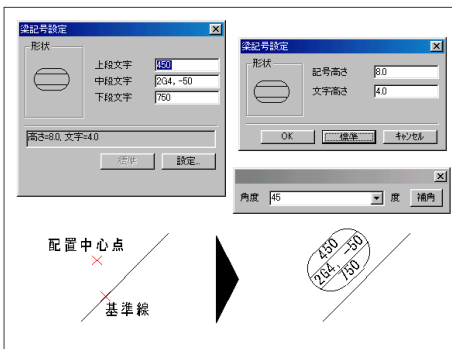 梁記号設定
形状
上段文字 450
中段文字 2G4, -50
下段文字 750
高さ=8.0, 文字=4.0
標準 設定...
梁記号設定
形状
記号高さ 8.0
文字高さ 4.0
OK 標準 キャンセル
角度 45 度 補角
配置中心点
基準線
450
2G4, -50
750